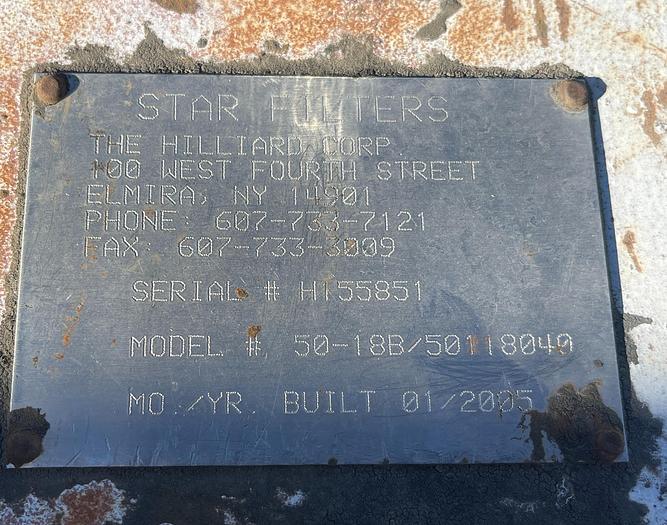 STAR FILTERS
THE HILLIARD CORP.
100 WEST FOURTH STREET
ELMIRA, NY 14901
PHONE: 607-733-7121
FAX: 607-733-3009
SERIAL # HT55851
MODEL # 50-18B/50118040
MO./YR. BUILT 01/2005